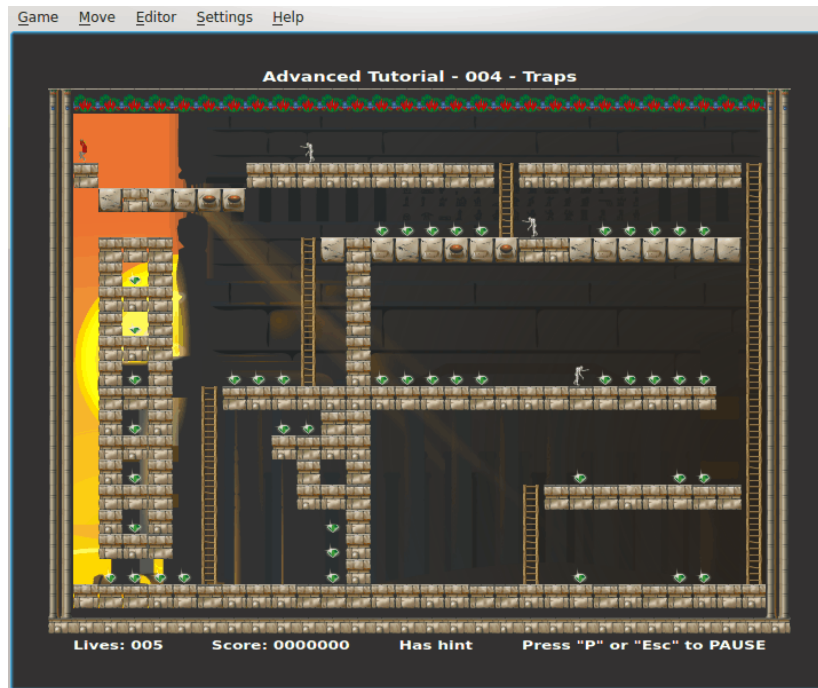 Game Move Editor Settings Help
Advanced Tutorial - 004 - Traps
Lives: 005 Score: 0000000 Has hint Press "P" or "Esc" to PAUSE